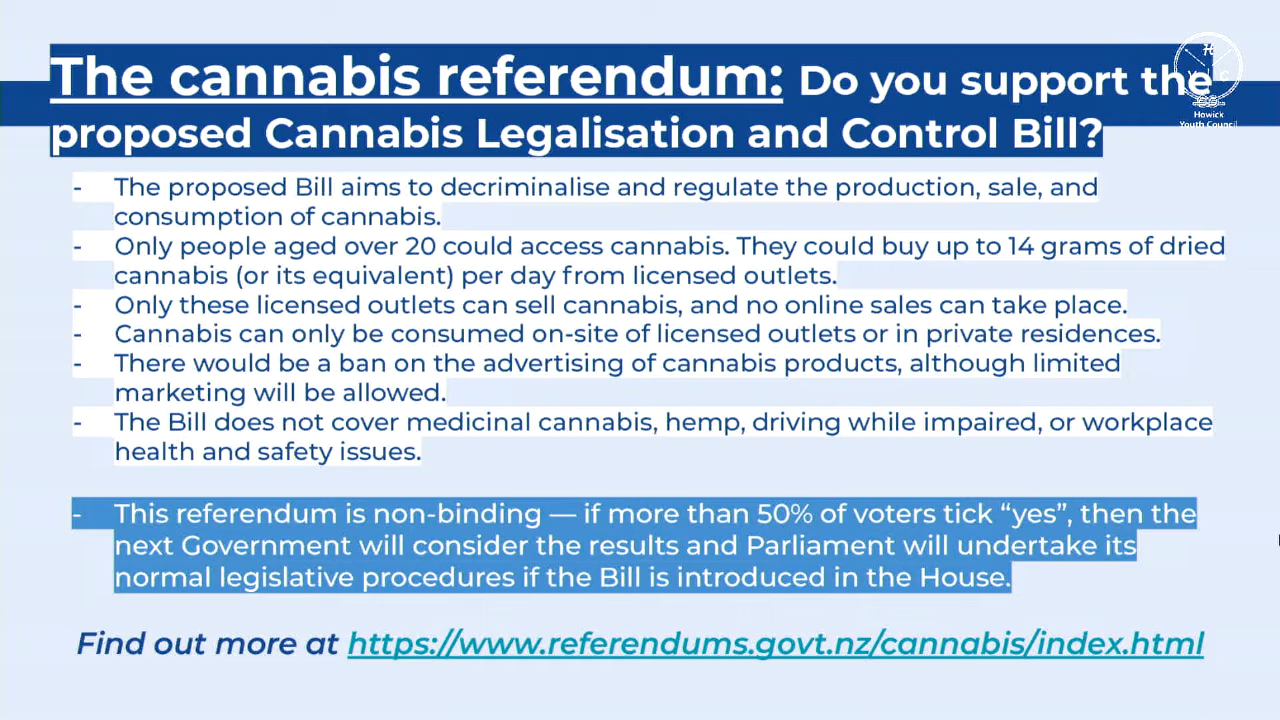 The cannabis referendum: Do you support the
proposed Cannabis Legalisation and Control Bill?
H
Y C
Howick
Youth Council
- The proposed Bill aims to decriminalise and regulate the production, sale, and
consumption of cannabis.
- Only people aged over 20 could access cannabis. They could buy up to 14 grams of dried
cannabis (or its equivalent) per day from licensed outlets.
- Only these licensed outlets can sell cannabis, and no online sales can take place.
- Cannabis can only be consumed on-site of licensed outlets or in private residences.
- There would be a ban on the advertising of cannabis products, although limited
marketing will be allowed.
- The Bill does not cover medicinal cannabis, hemp, driving while impaired, or workplace
health and safety issues.
- This referendum is non-binding — if more than 50% of voters tick “yes”, then the
next Government will consider the results and Parliament will undertake its
normal legislative procedures if the Bill is introduced in the House.
Find out more at https://www.referendums.govt.nz/cannabis/index.html